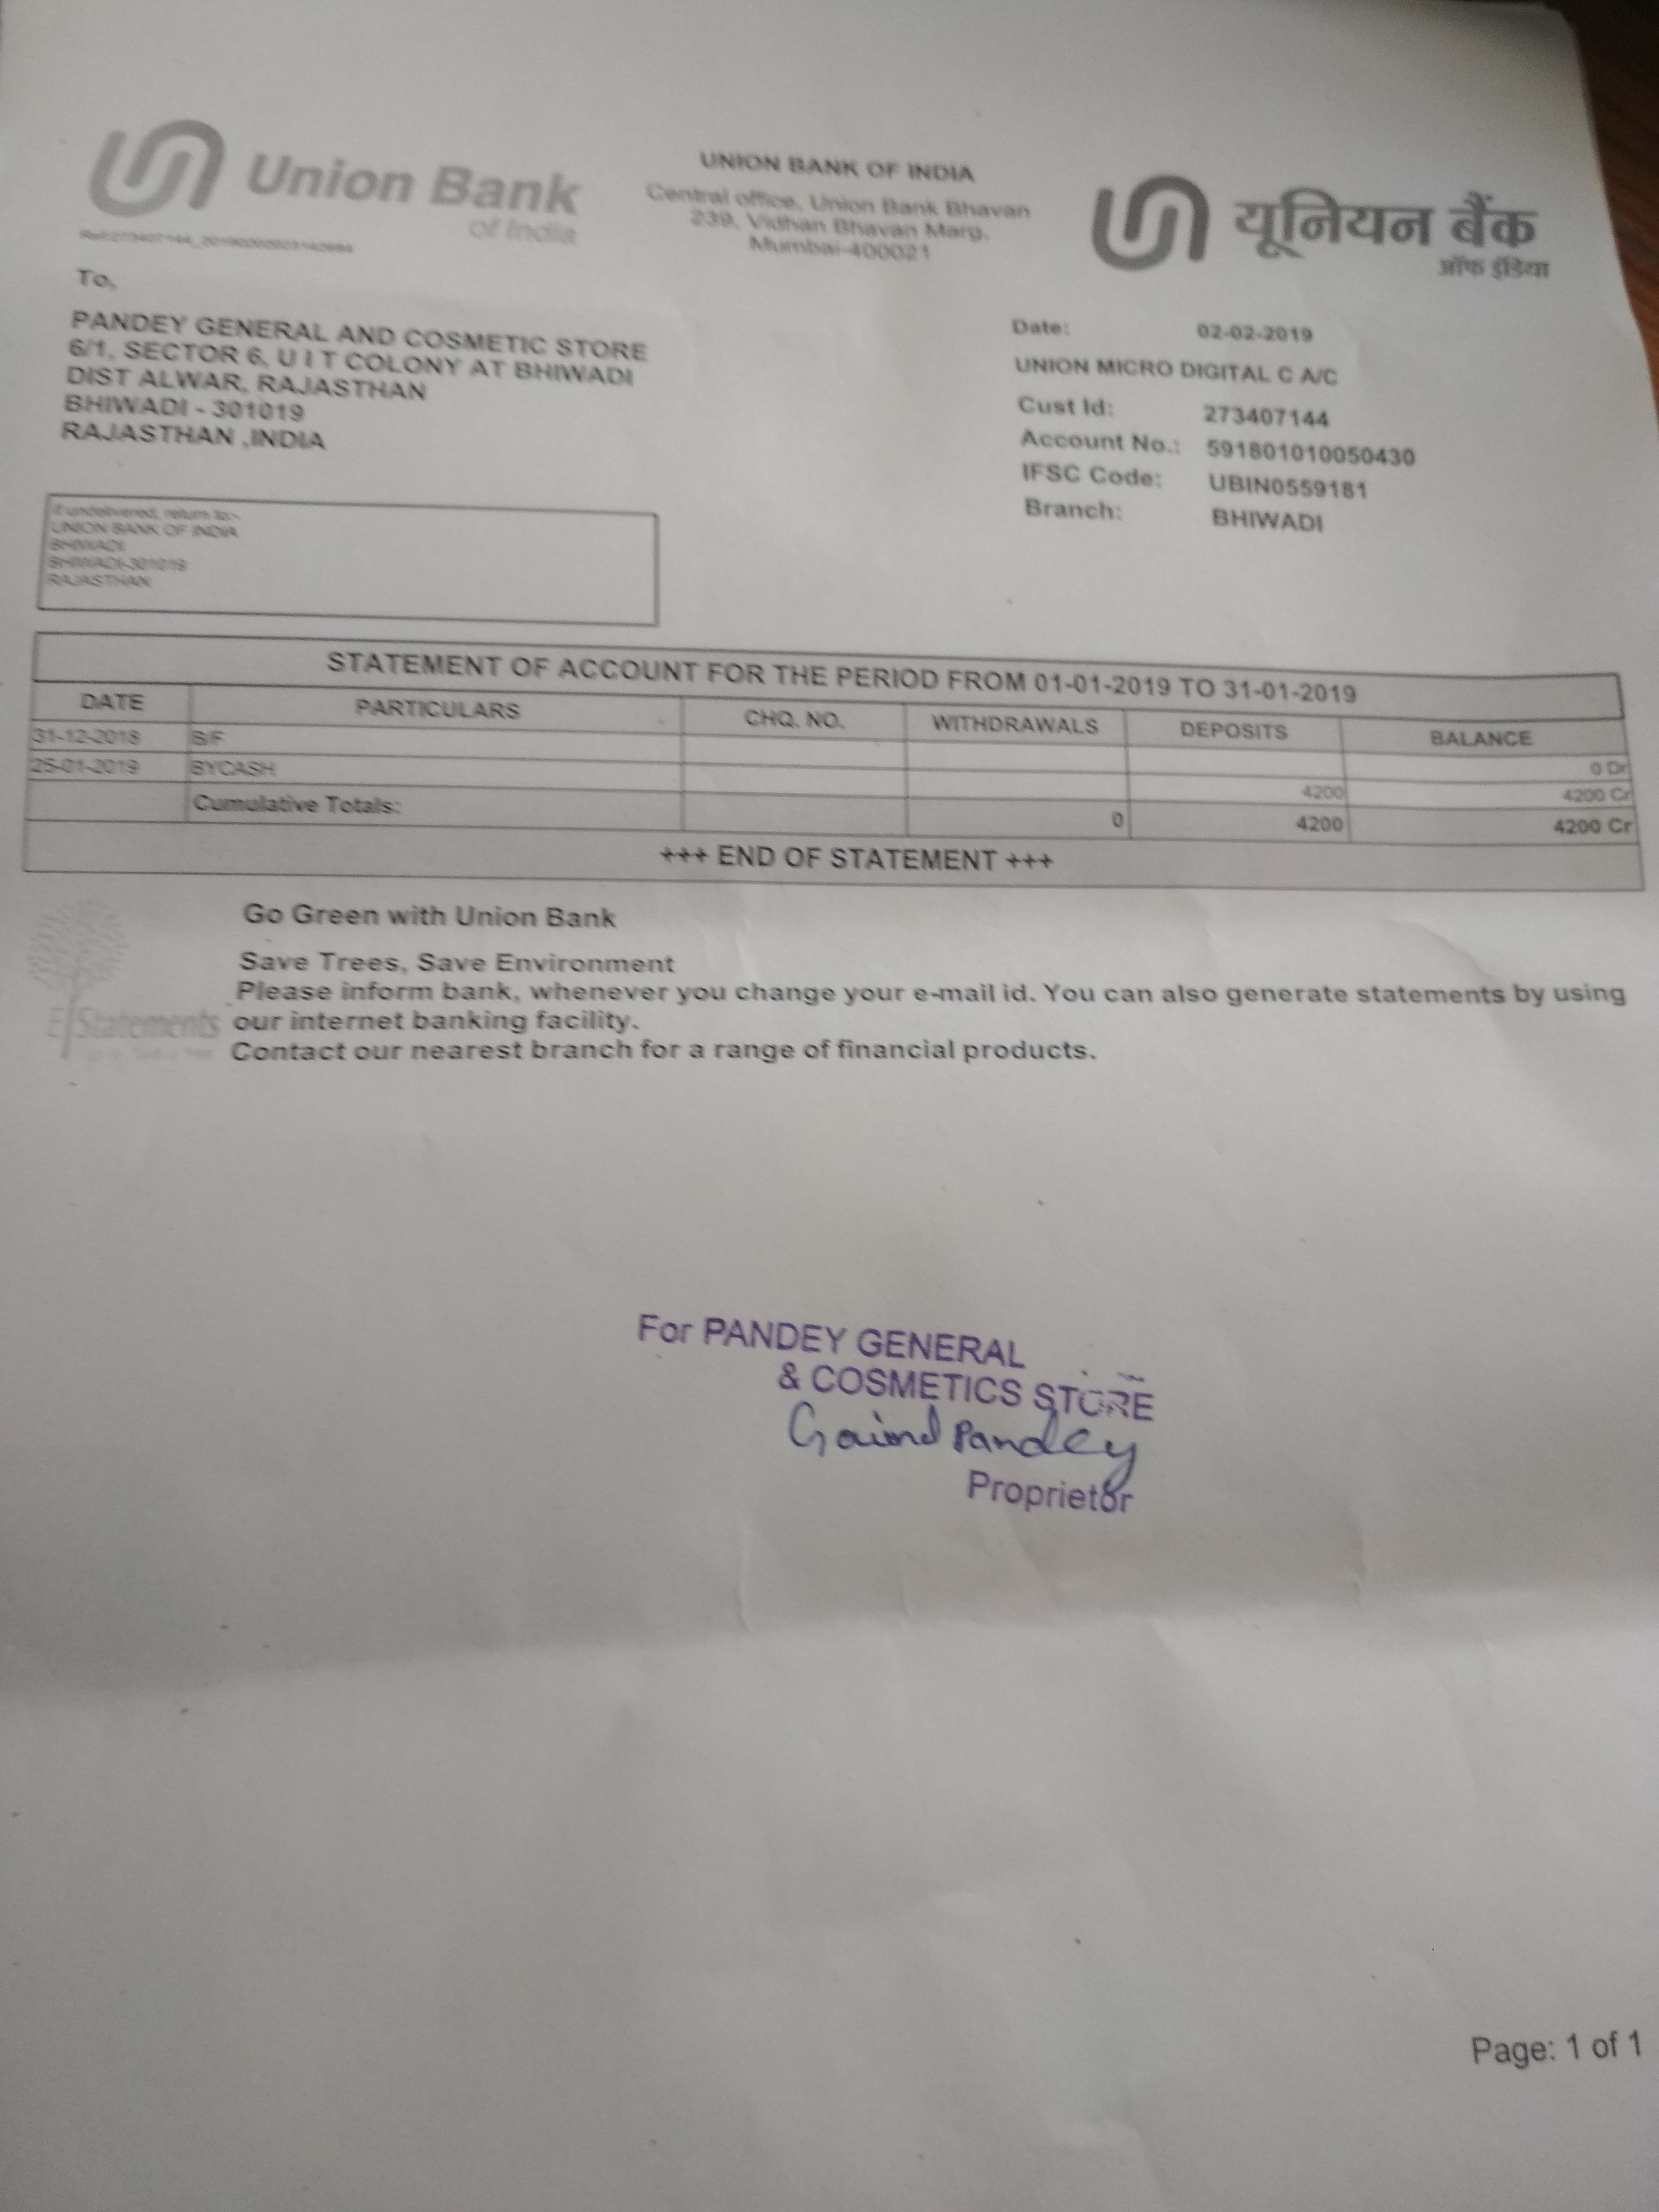 Union Bank
of India
UNION BANK OF INDIA
Central office, Union Bank Bhavan
239, Vidhan Bhavan Marg,
Mumbai-400021
यूनियन बैंक
ऑफ इंडिया
To,
PANDEY GENERAL AND COSMETIC STORE
6/1, SECTOR 6, U I T COLONY AT BHIWADI
DIST ALWAR, RAJASTHAN
BHIWADI - 301019
RAJASTHAN ,INDIA
Date: 02-02-2019
UNION MICRO DIGITAL C A/C
Cust Id: 273407144
Account No.: 591801010050430
IFSC Code: UBIN0559181
Branch: BHIWADI
If undelivered, return to:-
UNION BANK OF INDIA
BHIWADI
BHIWADI-301019
RAJASTHAN
STATEMENT OF ACCOUNT FOR THE PERIOD FROM 01-01-2019 TO 31-01-2019
DATE PARTICULARS CHQ. NO. WITHDRAWALS DEPOSITS BALANCE
31-12-2018 B/F 0 Dr
25-01-2019 BYCASH 4200 4200 Cr
Cumulative Totals: 0 4200 4200 Cr
+++ END OF STATEMENT +++
Go Green with Union Bank
Save Trees, Save Environment
Please inform bank, whenever you change your e-mail id. You can also generate statements by using
E-Statements our internet banking facility.
Contact our nearest branch for a range of financial products.
For PANDEY GENERAL
& COSMETICS STORE
Pandey
Proprietor
Page: 1 of 1